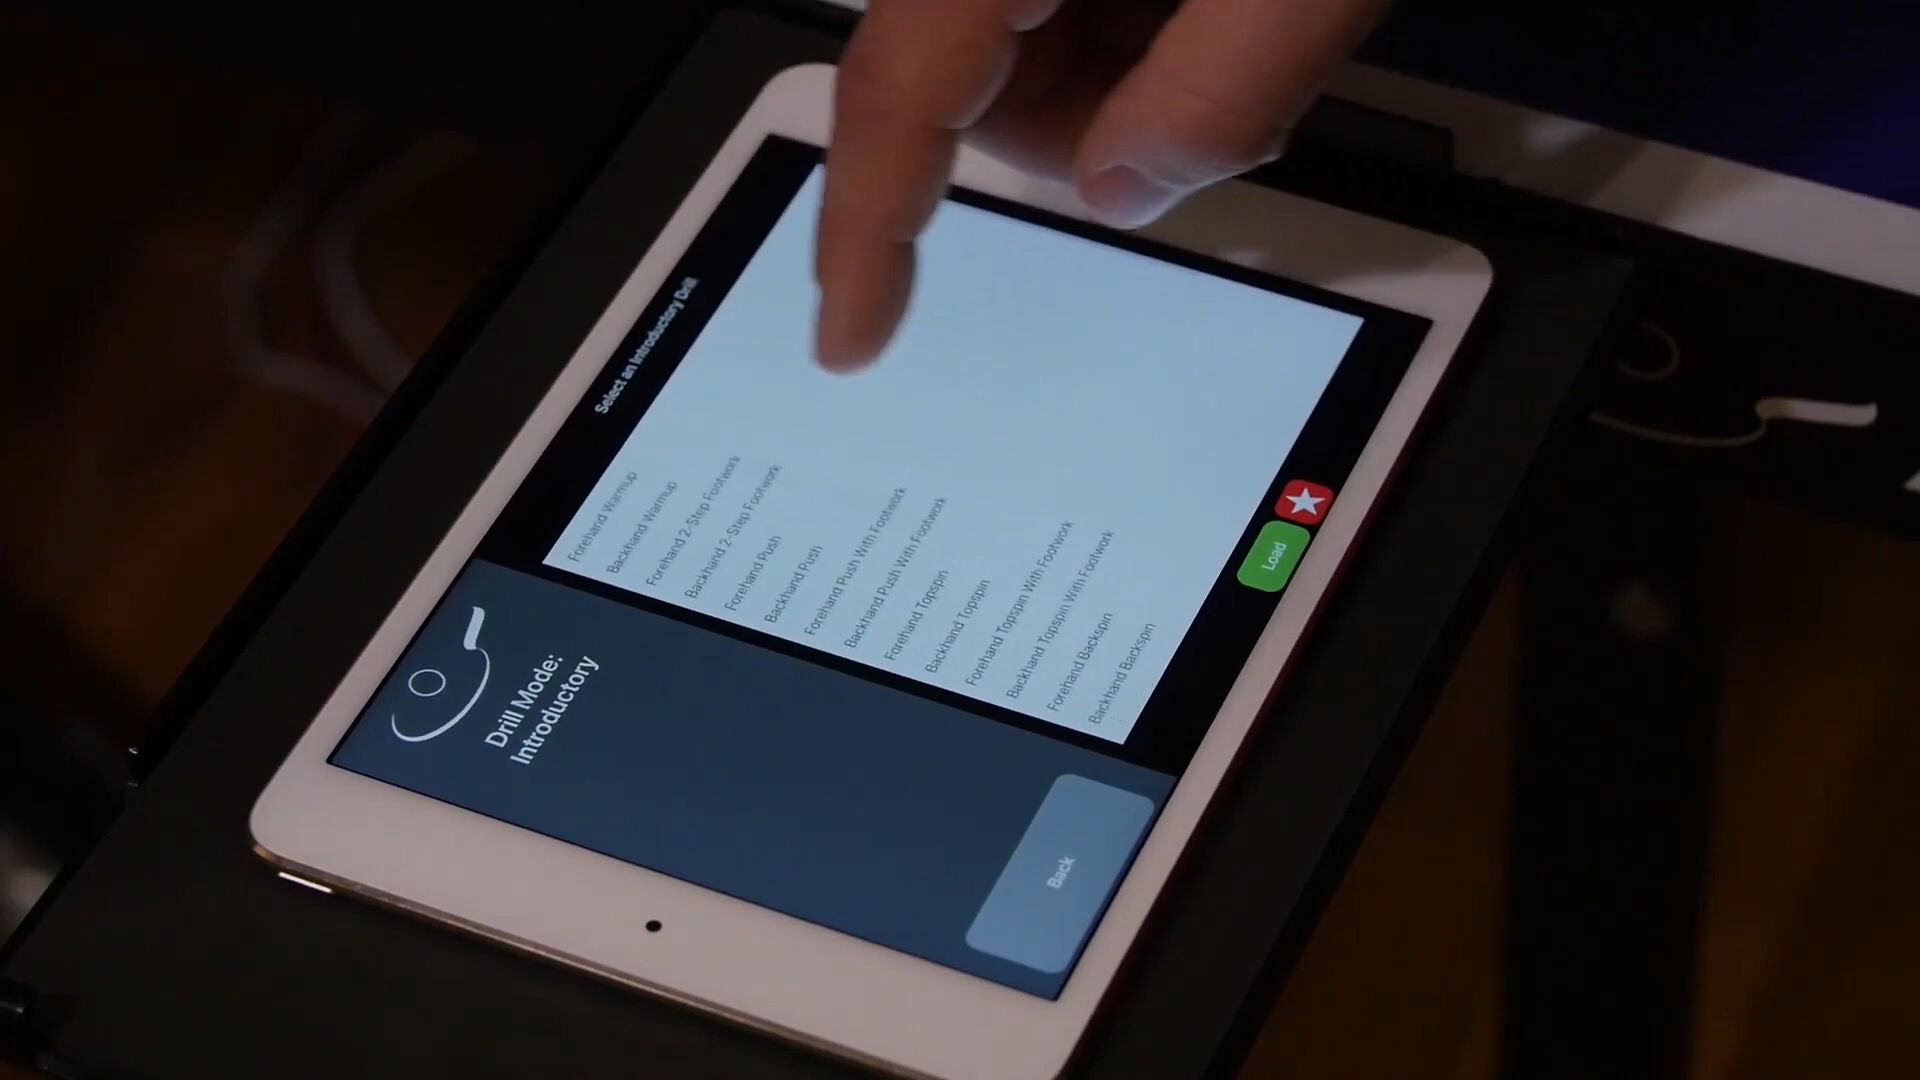 Drill Mode:
Introductory
Back
Select an Introductory Drill
Forehand Warmup
Backhand Warmup
Forehand 2-Step Footwork
Backhand 2-Step Footwork
Forehand Push
Backhand Push
Forehand Push With Footwork
Backhand Push With Footwork
Forehand Topspin
Backhand Topspin
Forehand Topspin With Footwork
Backhand Topspin With Footwork
Forehand Backspin
Backhand Backspin
Load